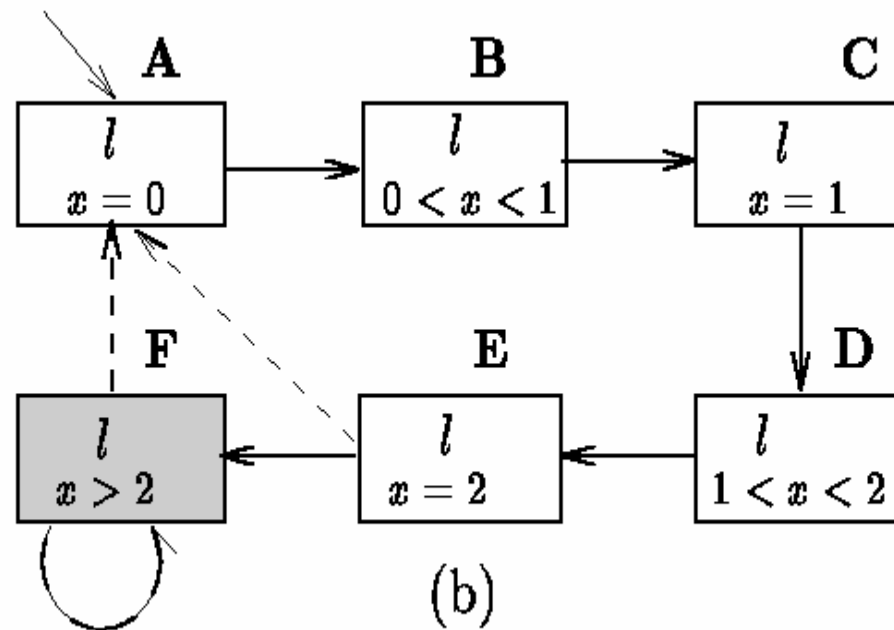 A
l
x = 0
B
l
0 < x < 1
C
l
x = 1
F
l
x > 2
E
l
x = 2
D
l
1 < x < 2
(b)